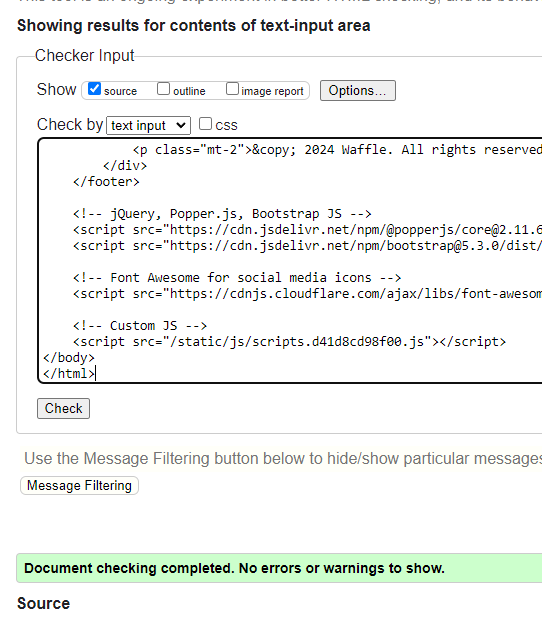 Showing results for contents of text-input area
Checker Input
Show source outline image report Options...
Check by text input css
<p class="mt-2">&copy; 2024 Waffle. All rights reserved
</div>
</footer>
<!-- jQuery, Popper.js, Bootstrap JS -->
<script src="https://cdn.jsdelivr.net/npm/@popperjs/core@2.11.6
<script src="https://cdn.jsdelivr.net/npm/bootstrap@5.3.0/dist/
<!-- Font Awesome for social media icons -->
<script src="https://cdnjs.cloudflare.com/ajax/libs/font-awesom
<!-- Custom JS -->
<script src="/static/js/scripts.d41d8cd98f00.js"></script>
</body>
</html>
Check
Use the Message Filtering button below to hide/show particular messages
Message Filtering
Document checking completed. No errors or warnings to show.
Source